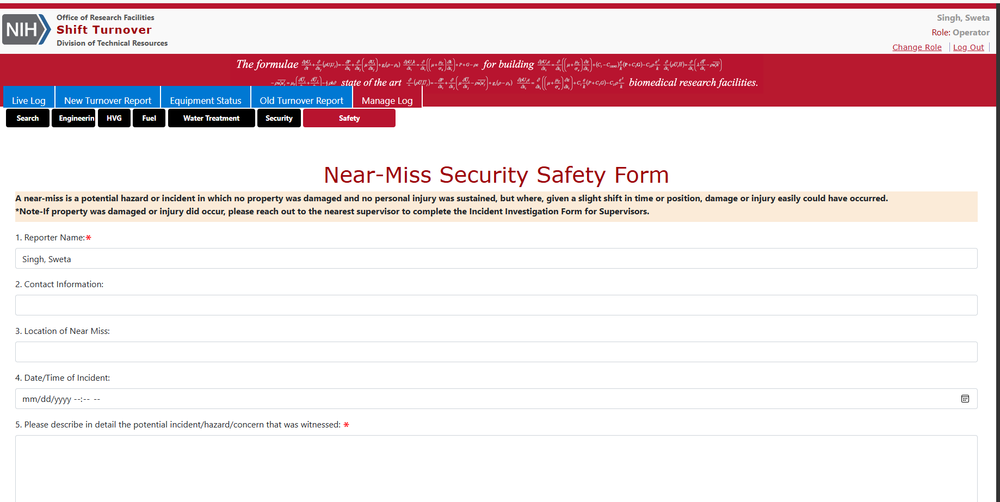 NIH
Office of Research Facilities
Shift Turnover
Division of Technical Resources
Singh, Sweta
Role: Operator
Change Role | Log Out |
The formulae for building
state of the art biomedical research facilities.
Live Log New Turnover Report Equipment Status Old Turnover Report Manage Log
Search Engineerin HVG Fuel Water Treatment Security Safety
Near-Miss Security Safety Form
A near-miss is a potential hazard or incident in which no property was damaged and no personal injury was sustained, but where, given a slight shift in time or position, damage or injury easily could have occurred.
*Note-If property was damaged or injury did occur, please reach out to the nearest supervisor to complete the Incident Investigation Form for Supervisors.
1. Reporter Name:*
Singh, Sweta
2. Contact Information:
3. Location of Near Miss:
4. Date/Time of Incident:
mm/dd/yyyy --:-- --
5. Please describe in detail the potential incident/hazard/concern that was witnessed: *